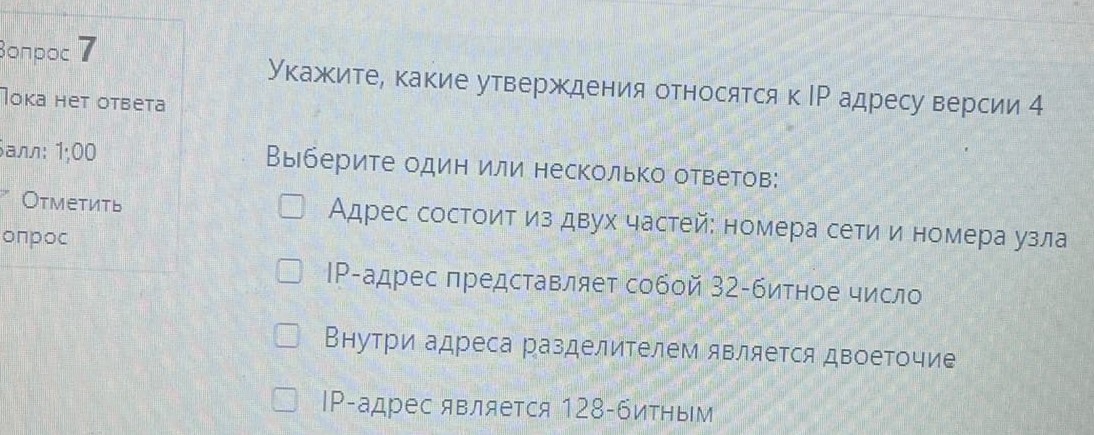 Вопрос 7
Пока нет ответа
Балл: 1,00
Отметить
вопрос
Укажите, какие утверждения относятся к IP адресу версии 4
Выберите один или несколько ответов:
Адрес состоит из двух частей: номера сети и номера узла
IP-адрес представляет собой 32-битное число
Внутри адреса разделителем является двоеточие
IP-адрес является 128-битным